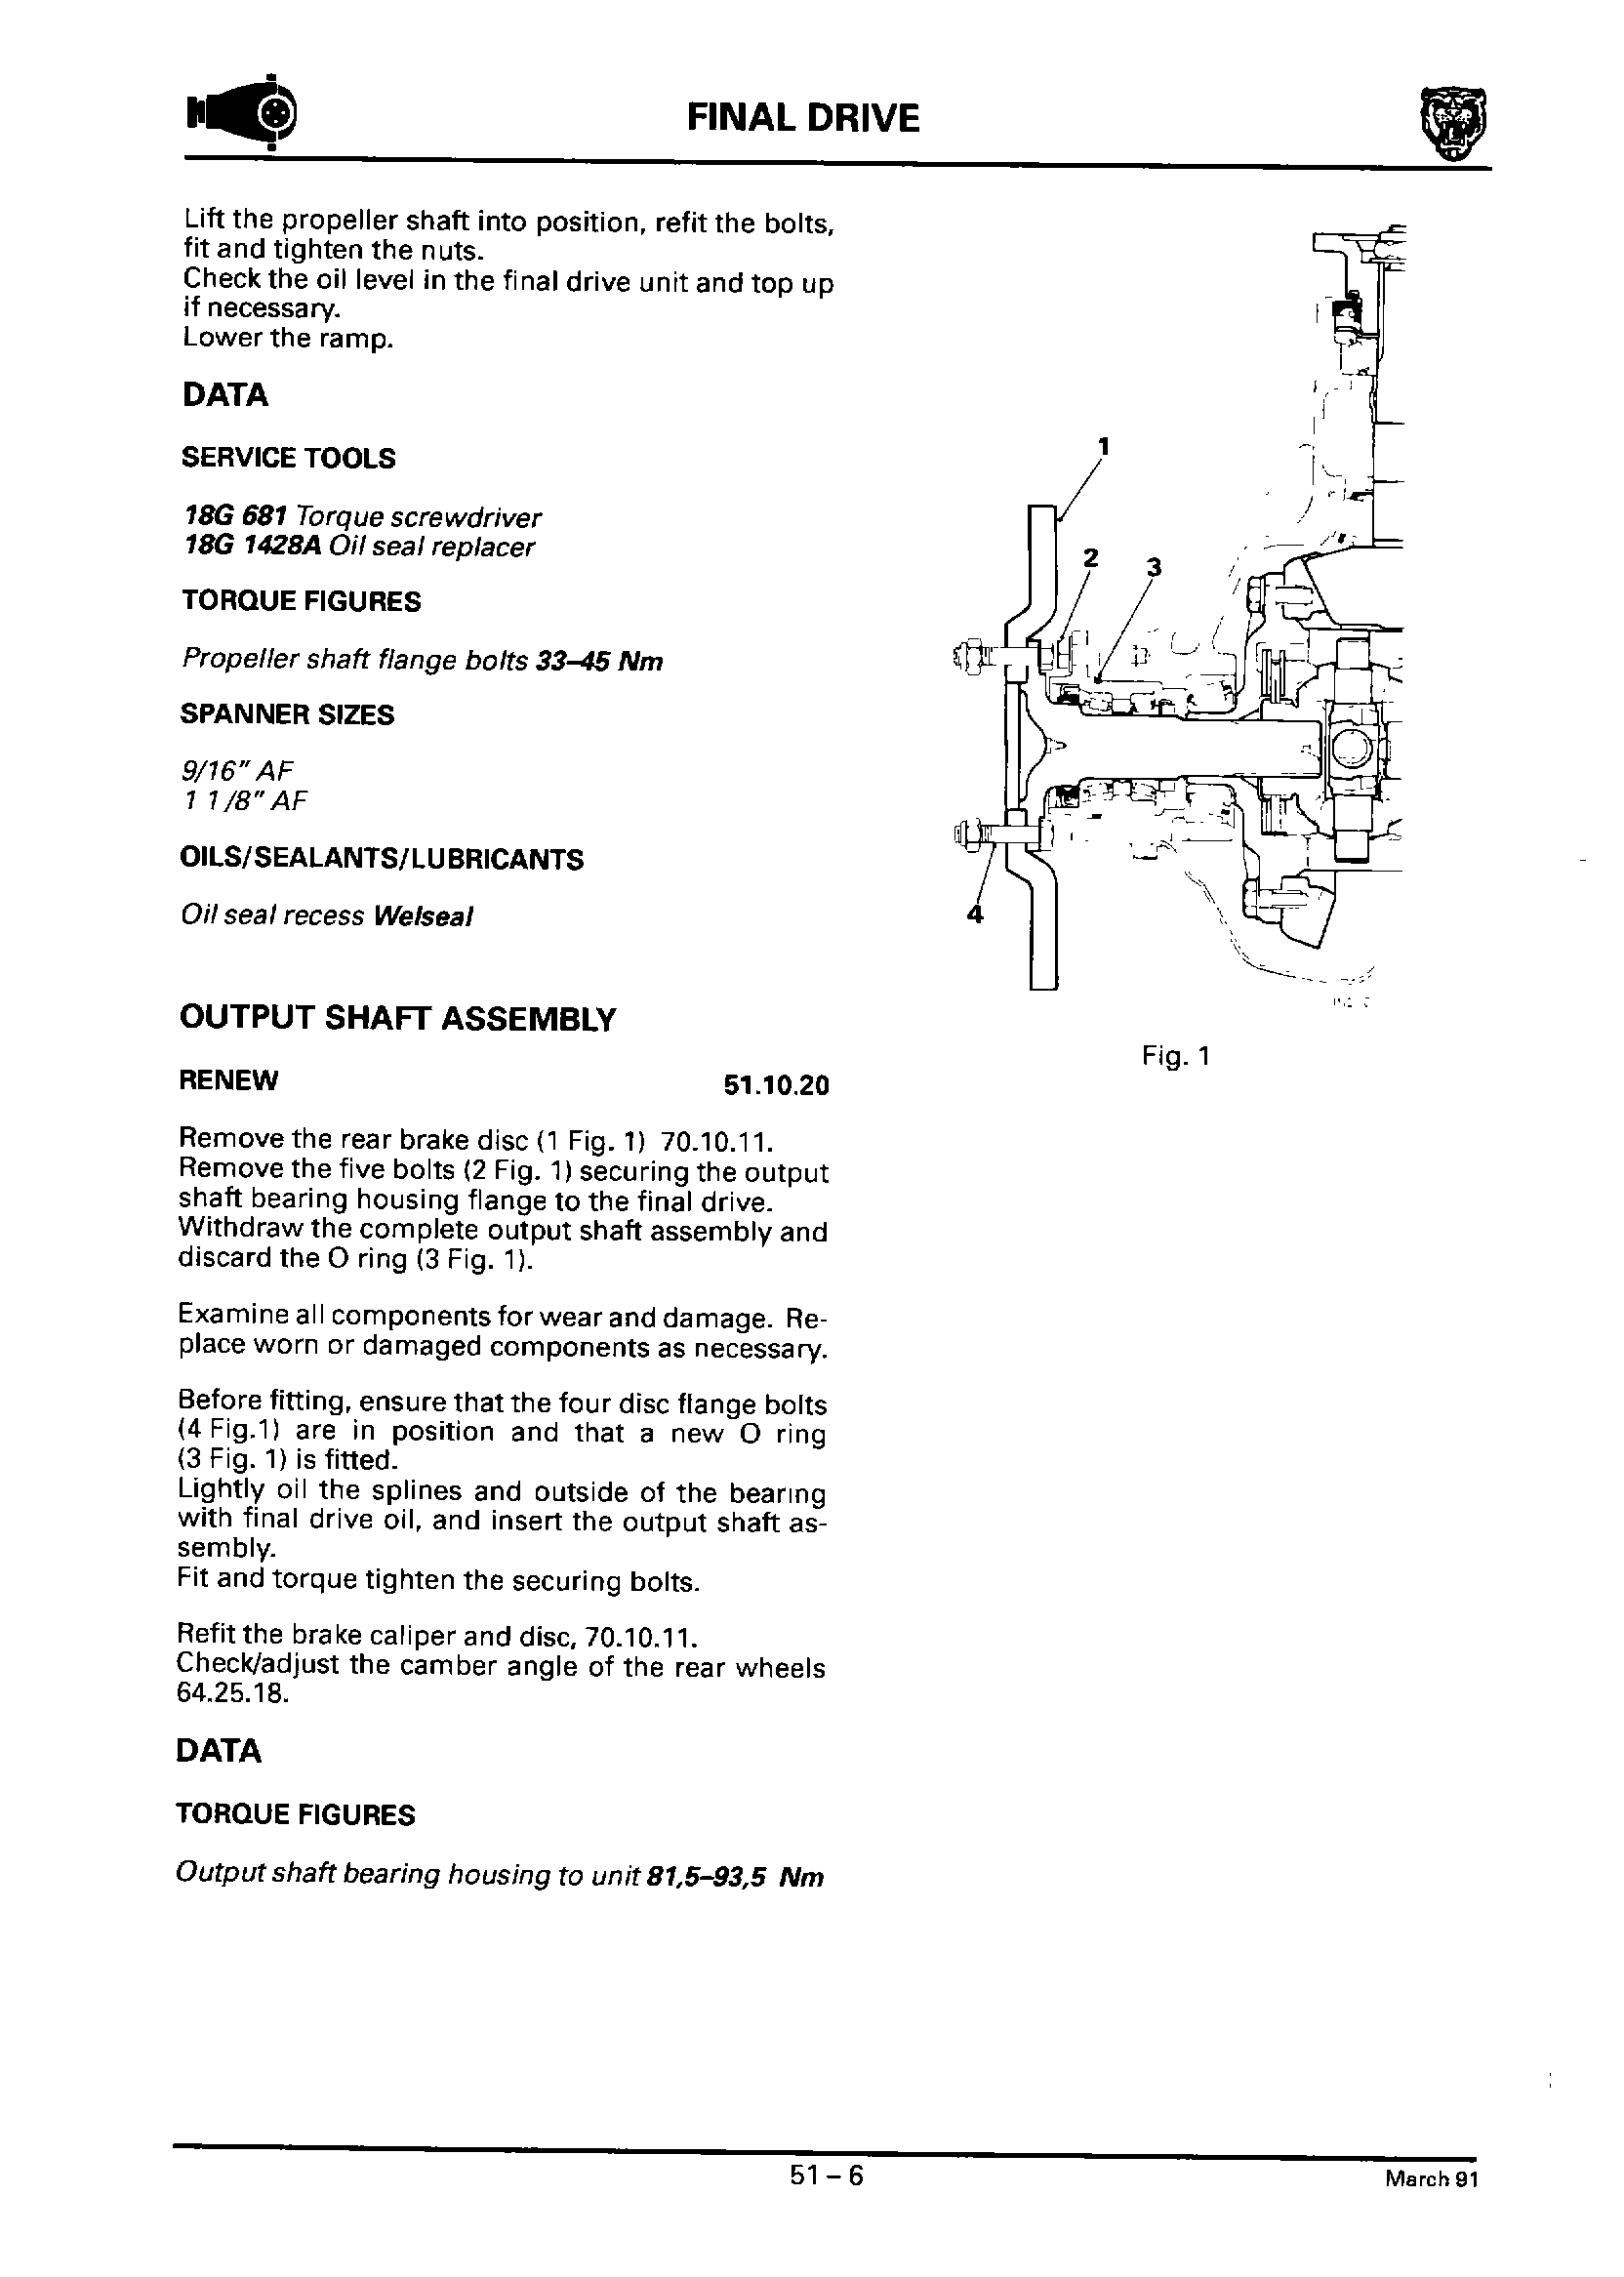 FINAL DRIVE
Lift the propeller shaft into position, refit the bolts,
fit and tighten the nuts.
Check the oil level in the final drive unit and top up
if necessary.
Lower the ramp.
DATA
SERVICE TOOLS
18G 681 Torque screwdriver
18G 1428A Oil seal replacer
TORQUE FIGURES
Propeller shaft flange bolts 33–45 Nm
SPANNER SIZES
9/16" AF
1 1/8" AF
OILS/SEALANTS/LUBRICANTS
Oil seal recess Welseal
OUTPUT SHAFT ASSEMBLY
RENEW 51.10.20
Remove the rear brake disc (1 Fig. 1) 70.10.11.
Remove the five bolts (2 Fig. 1) securing the output
shaft bearing housing flange to the final drive.
Withdraw the complete output shaft assembly and
discard the O ring (3 Fig. 1).
Examine all components for wear and damage. Re-
place worn or damaged components as necessary.
Before fitting, ensure that the four disc flange bolts
(4 Fig.1) are in position and that a new O ring
(3 Fig. 1) is fitted.
Lightly oil the splines and outside of the bearing
with final drive oil, and insert the output shaft as-
sembly.
Fit and torque tighten the securing bolts.
Refit the brake caliper and disc, 70.10.11.
Check/adjust the camber angle of the rear wheels
64.25.18.
DATA
TORQUE FIGURES
Output shaft bearing housing to unit 81,5–93,5 Nm
1
2
3
4
Fig. 1
51 – 6
March 91